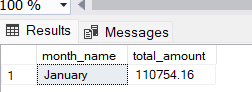 100 %
Results Messages
month_name total_amount
1 January 110754.16